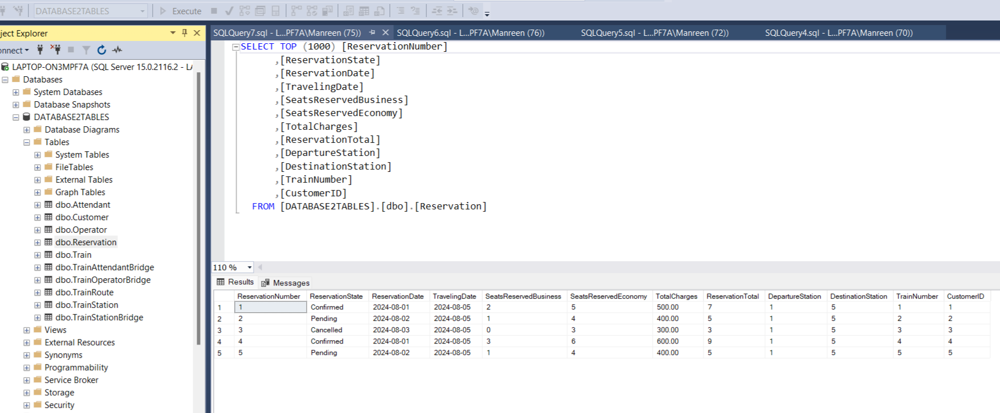 DATABASE2TABLES
Execute
ject Explorer
onnect
LAPTOP-ON3MPF7A (SQL Server 15.0.2116.2 - LA
Databases
System Databases
Database Snapshots
DATABASE2TABLES
Database Diagrams
Tables
System Tables
FileTables
External Tables
Graph Tables
dbo.Attendant
dbo.Customer
dbo.Operator
dbo.Reservation
dbo.Train
dbo.TrainAttendantBridge
dbo.TrainOperatorBridge
dbo.TrainRoute
dbo.TrainStation
dbo.TrainStationBridge
Views
External Resources
Synonyms
Programmability
Service Broker
Storage
Security
SQLQuery7.sql - L...PF7A\Manreen (75)) SQLQuery6.sql - L...PF7A\Manreen (76)) SQLQuery5.sql - L...PF7A\Manreen (72)) SQLQuery4.sql - L...PF7A\Manreen (70))
SELECT TOP (1000) [ReservationNumber]
,[ReservationState]
,[ReservationDate]
,[TravelingDate]
,[SeatsReservedBusiness]
,[SeatsReservedEconomy]
,[TotalCharges]
,[ReservationTotal]
,[DepartureStation]
,[DestinationStation]
,[TrainNumber]
,[CustomerID]
FROM [DATABASE2TABLES].[dbo].[Reservation]
110 %
Results Messages
ReservationNumber ReservationState ReservationDate TravelingDate SeatsReservedBusiness SeatsReservedEconomy TotalCharges ReservationTotal DepartureStation DestinationStation TrainNumber CustomerID
1 1 Confirmed 2024-08-01 2024-08-05 2 5 500.00 7 1 5 1 1
2 2 Pending 2024-08-02 2024-08-05 1 4 400.00 5 1 5 2 2
3 3 Cancelled 2024-08-03 2024-08-05 0 3 300.00 3 1 5 3 3
4 4 Confirmed 2024-08-01 2024-08-05 3 6 600.00 9 1 5 4 4
5 5 Pending 2024-08-02 2024-08-05 1 4 400.00 5 1 5 5 5